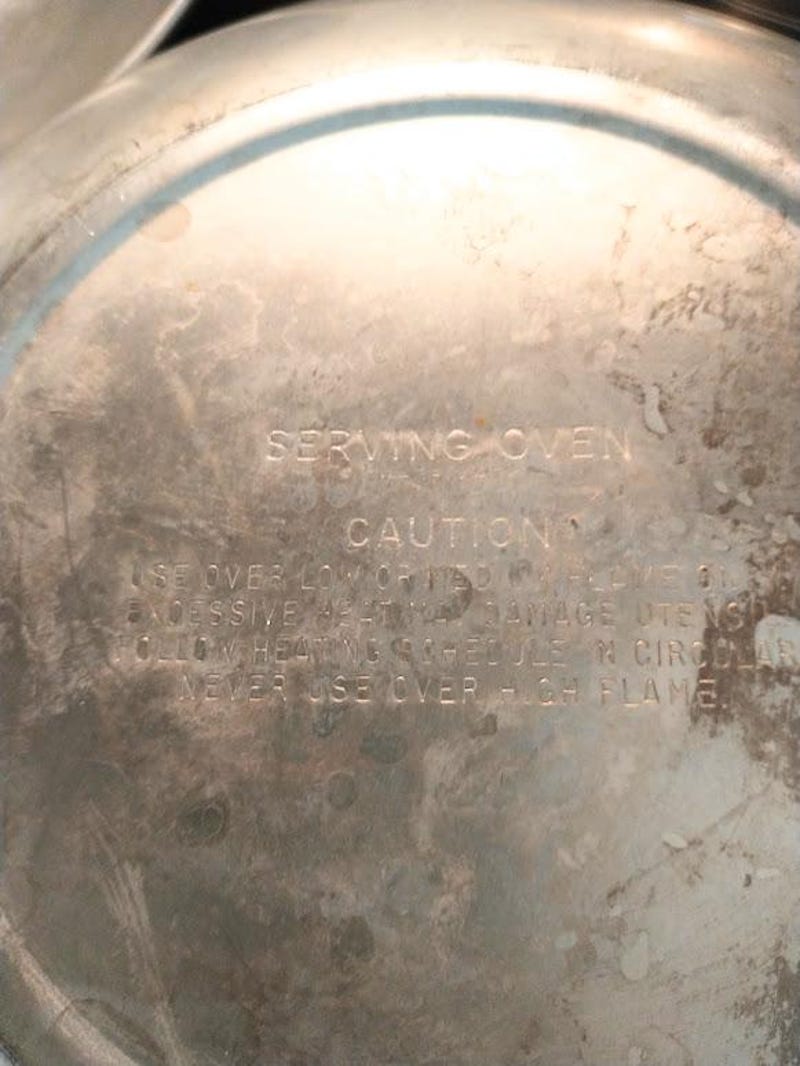 SERVING OVEN
CAUTION
USE OVER LOW OR MEDIUM FLAME
EXCESSIVE HEAT MAY DAMAGE UTENSIL
FOLLOW HEATING SCHEDULE IN CIRCULAR
NEVER USE OVER HIGH FLAME.